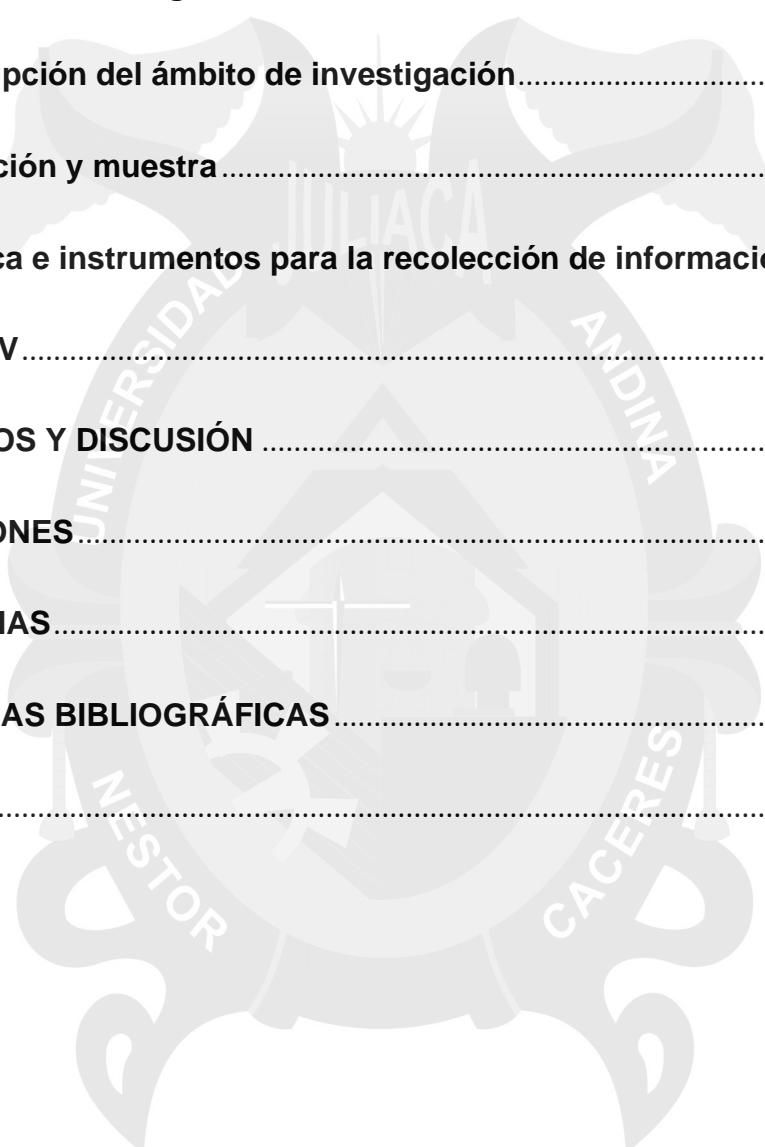 pción del ámbito de investigación........................................
ción y muestra........................................
ca e instrumentos para la recolección de informació
V........................................
OS Y DISCUSIÓN ........................................
ONES........................................
IAS........................................
AS BIBLIOGRÁFICAS........................................
........................................
UNIVERSIDAD ANDINA
JULIACA
NESTOR CACERES